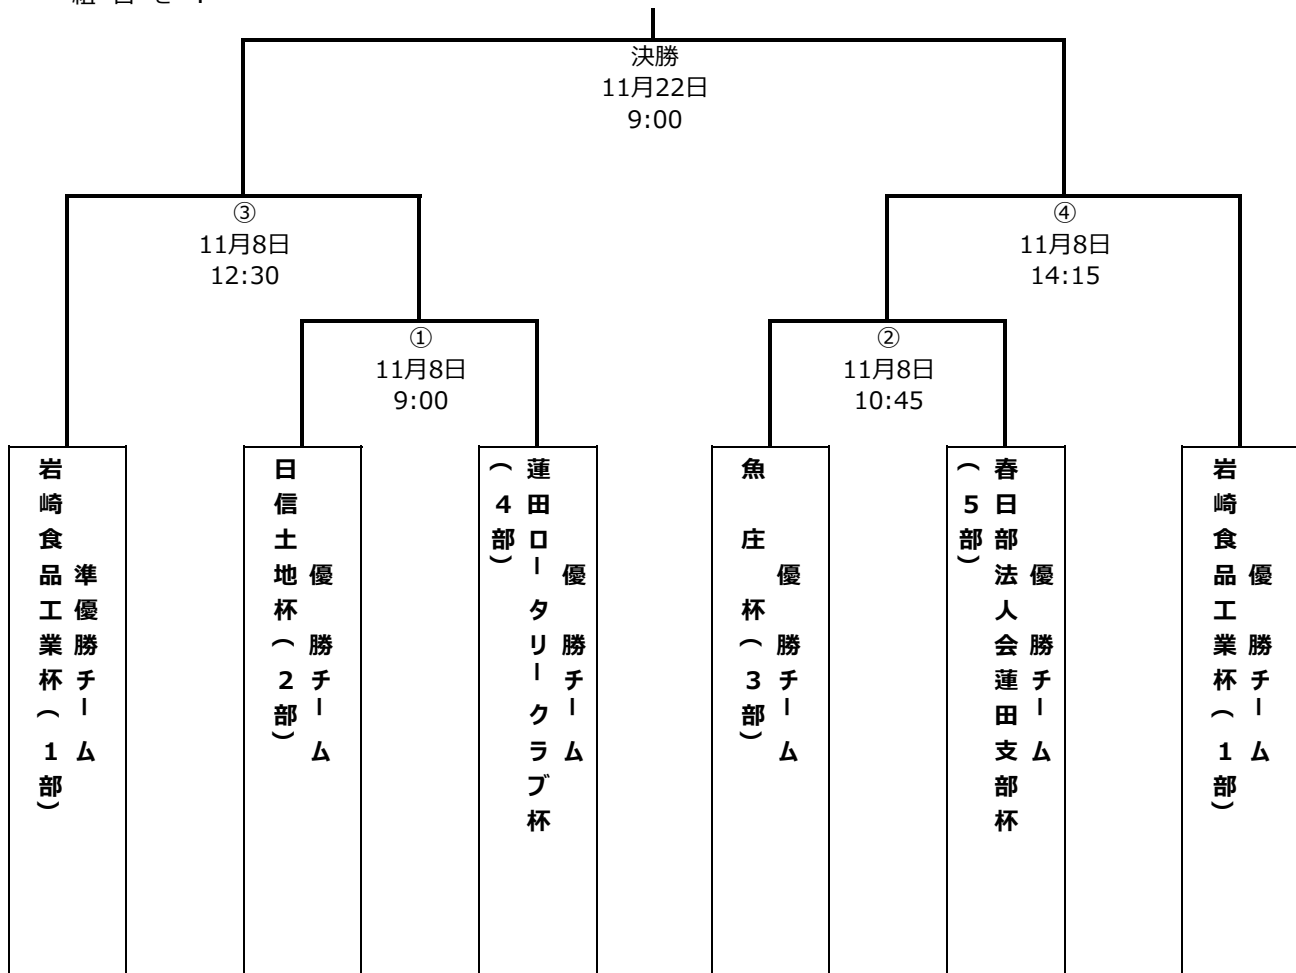 決勝
11月22日
9:00
③
11月8日
12:30
④
11月8日
14:15
①
11月8日
9:00
②
11月8日
10:45
岩崎食品工業杯(1部)
準優勝チーム
日信土地杯(2部)
優 勝チーム
蓮田ロータリークラブ杯
(4部)
優 勝チーム
魚 庄 杯(3部)
優 勝チーム
春日部法人会蓮田支部杯
(5部)
優 勝チーム
岩崎食品工業杯(1部)
優 勝チーム